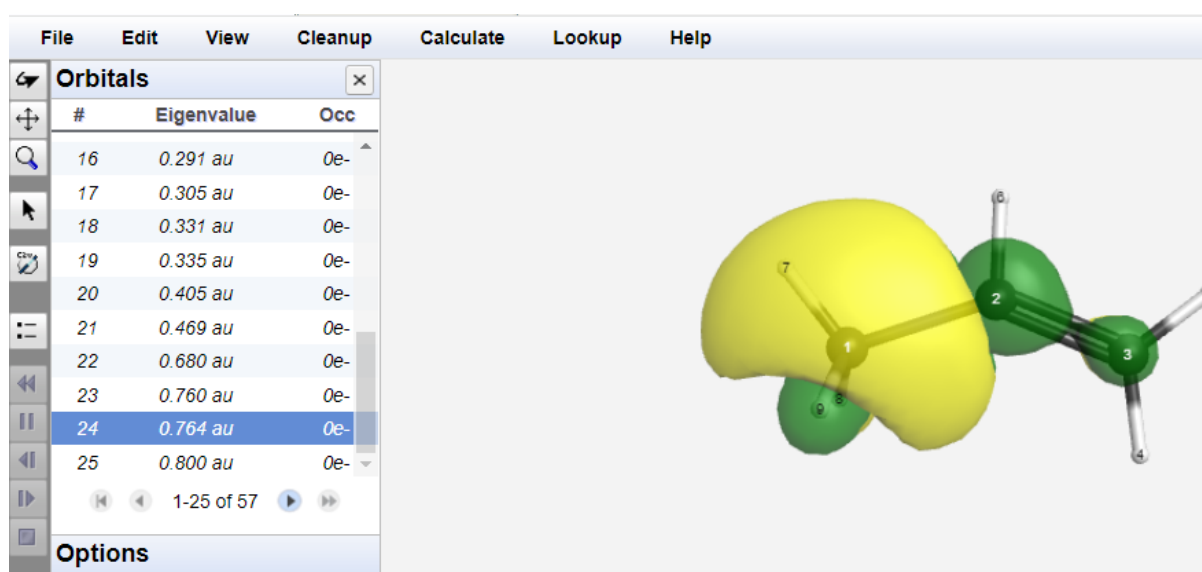 File Edit View Cleanup Calculate Lookup Help
Orbitals
# Eigenvalue Occ
16 0.291 au 0e-
17 0.305 au 0e-
18 0.331 au 0e-
19 0.335 au 0e-
20 0.405 au 0e-
21 0.469 au 0e-
22 0.680 au 0e-
23 0.760 au 0e-
24 0.764 au 0e-
25 0.800 au 0e-
1-25 of 57
Options
6
7
2
1
3
8
9
4